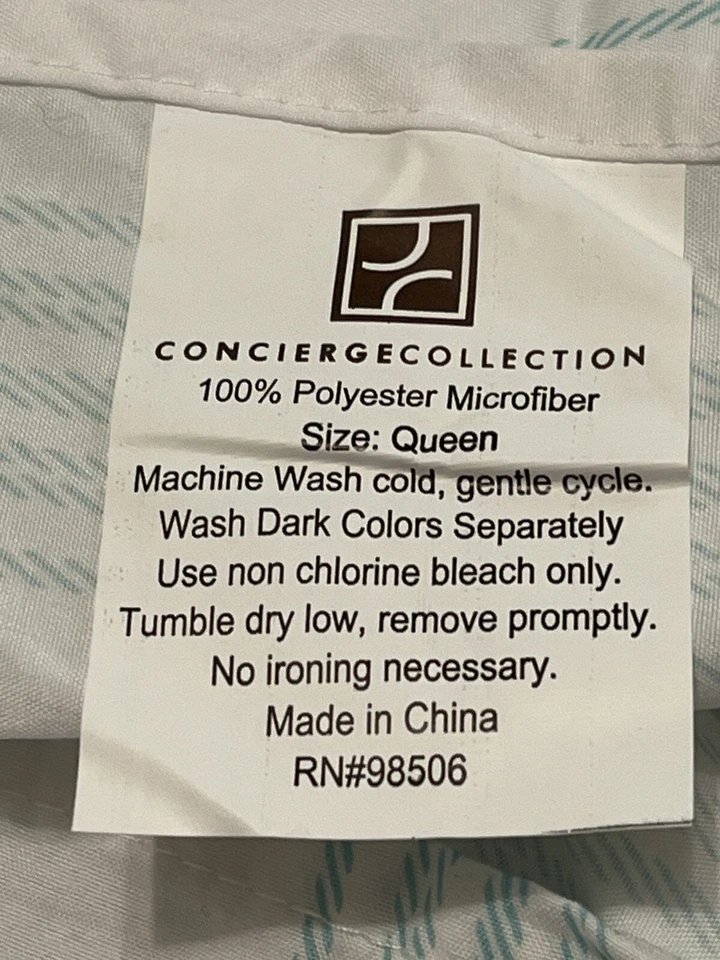 CONCIERGECOLLECTION
100% Polyester Microfiber
Size: Queen
Machine Wash cold, gentle cycle.
Wash Dark Colors Separately
Use non chlorine bleach only.
Tumble dry low, remove promptly.
No ironing necessary.
Made in China
RN#98506